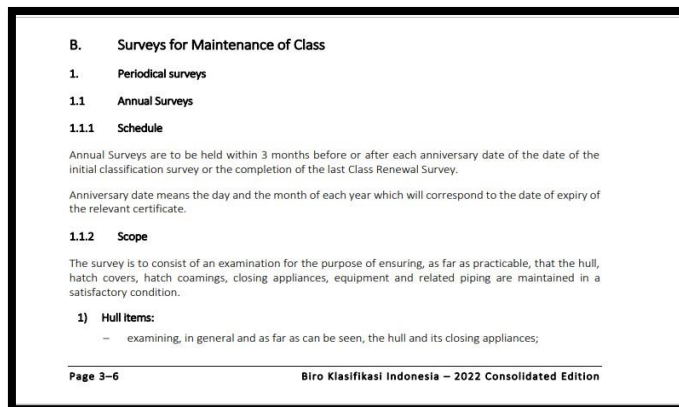 B. Surveys for Maintenance of Class
1. Periodical surveys
1.1 Annual Surveys
1.1.1 Schedule
Annual Surveys are to be held within 3 months before or after each anniversary date of the date of the
initial classification survey or the completion of the last Class Renewal Survey.
Anniversary date means the day and the month of each year which will correspond to the date of expiry of
the relevant certificate.
1.1.2 Scope
The survey is to consist of an examination for the purpose of ensuring, as far as practicable, that the hull,
hatch covers, hatch coamings, closing appliances, equipment and related piping are maintained in a
satisfactory condition.
1) Hull items:
– examining, in general and as far as can be seen, the hull and its closing appliances;
Page 3–6 Biro Klasifikasi Indonesia – 2022 Consolidated Edition